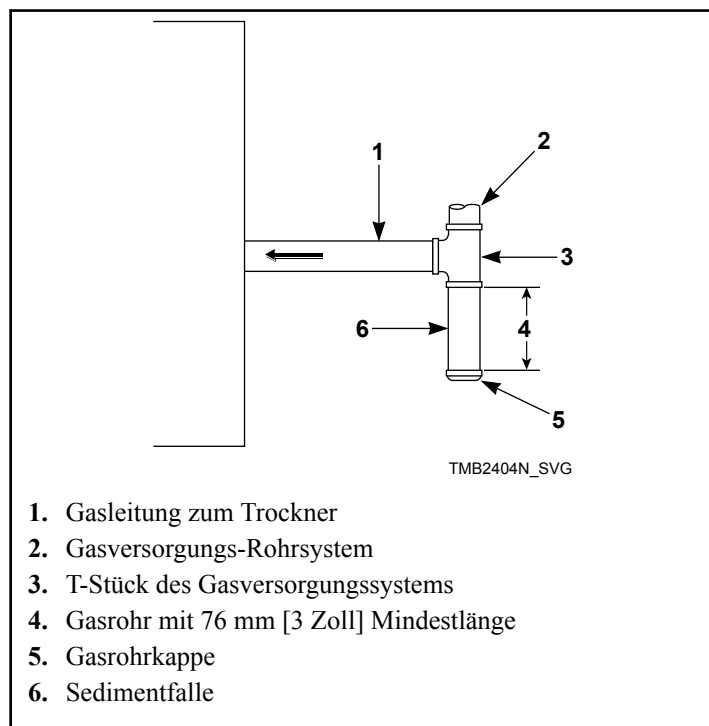 1
2
3
6
4
5
TMB2404N_SVG
1. Gasleitung zum Trockner
2. Gasversorgungs-Rohrsystem
3. T-Stück des Gasversorgungssystems
4. Gasrohr mit 76 mm [3 Zoll] Mindestlänge
5. Gasrohrkappe
6. Sedimentfalle